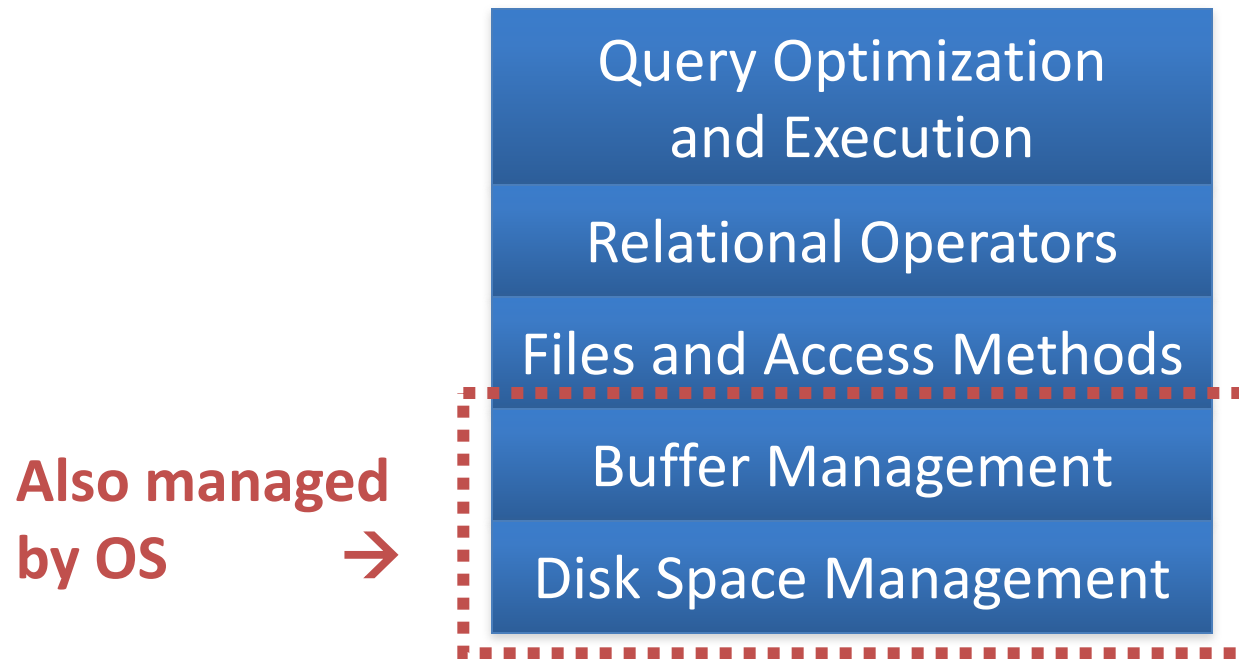 Query Optimization
and Execution
Relational Operators
Files and Access Methods
Buffer Management
Also managed
by OS →
Disk Space Management